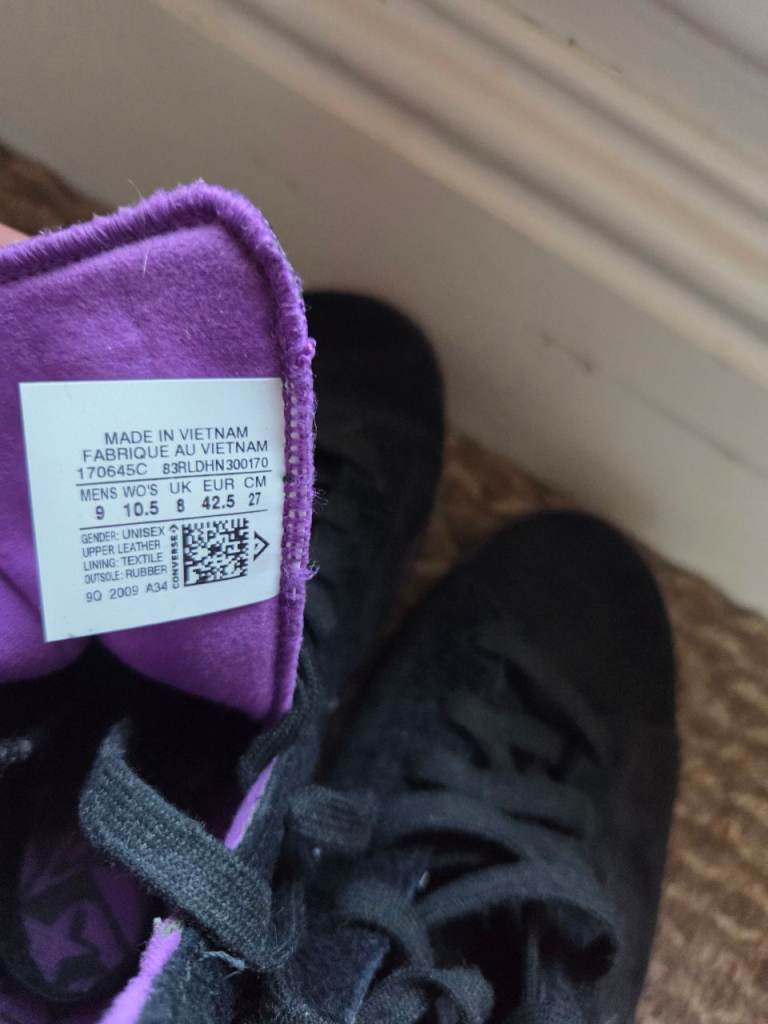 MADE IN VIETNAM
FABRIQUE AU VIETNAM
170645C 83RLDHN300170
MENS WO'S UK EUR CM
9 10.5 8 42.5 27
GENDER: UNISEX
UPPER LEATHER
LINING: TEXTILE
OUTSOLE: RUBBER
CONVERSE
9Q 2009 A34